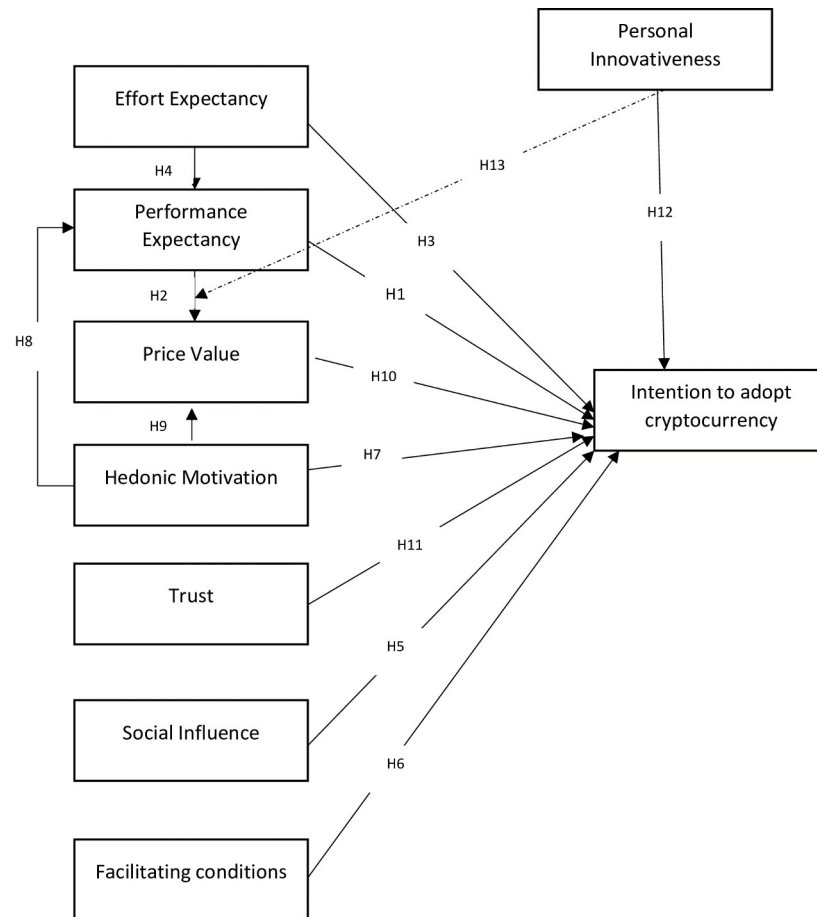 Personal
Innovativeness
Effort Expectancy
H4
H13
Performance
Expectancy
H12
H3
H2
H1
H8
Price Value
H10
Intention to adopt
cryptocurrency
H9
Hedonic Motivation
H7
H11
Trust
H5
Social Influence
H6
Facilitating conditions